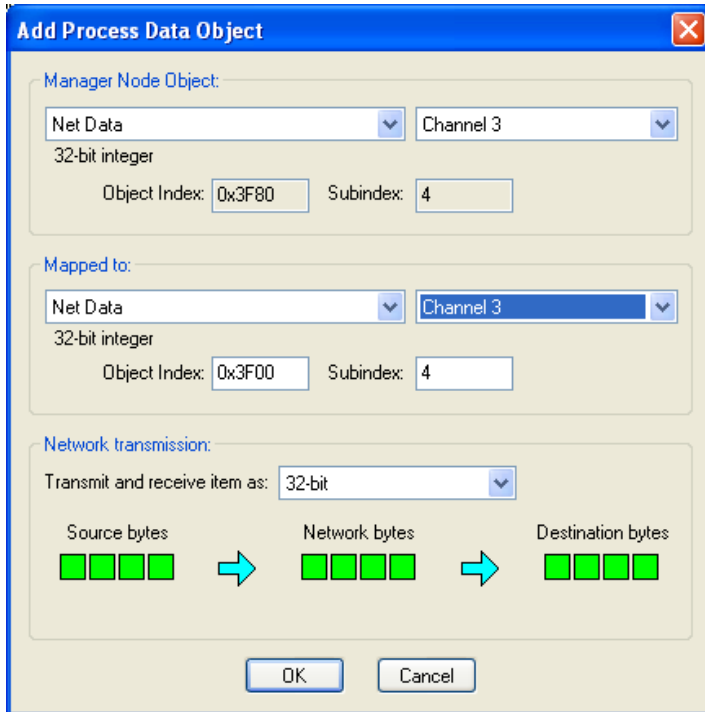 Add Process Data Object
Manager Node Object:
Net Data Channel 3
32-bit integer
Object Index: 0x3F80 Subindex: 4
Mapped to:
Net Data Channel 3
32-bit integer
Object Index: 0x3F00 Subindex: 4
Network transmission:
Transmit and receive item as: 32-bit
Source bytes Network bytes Destination bytes
OK Cancel